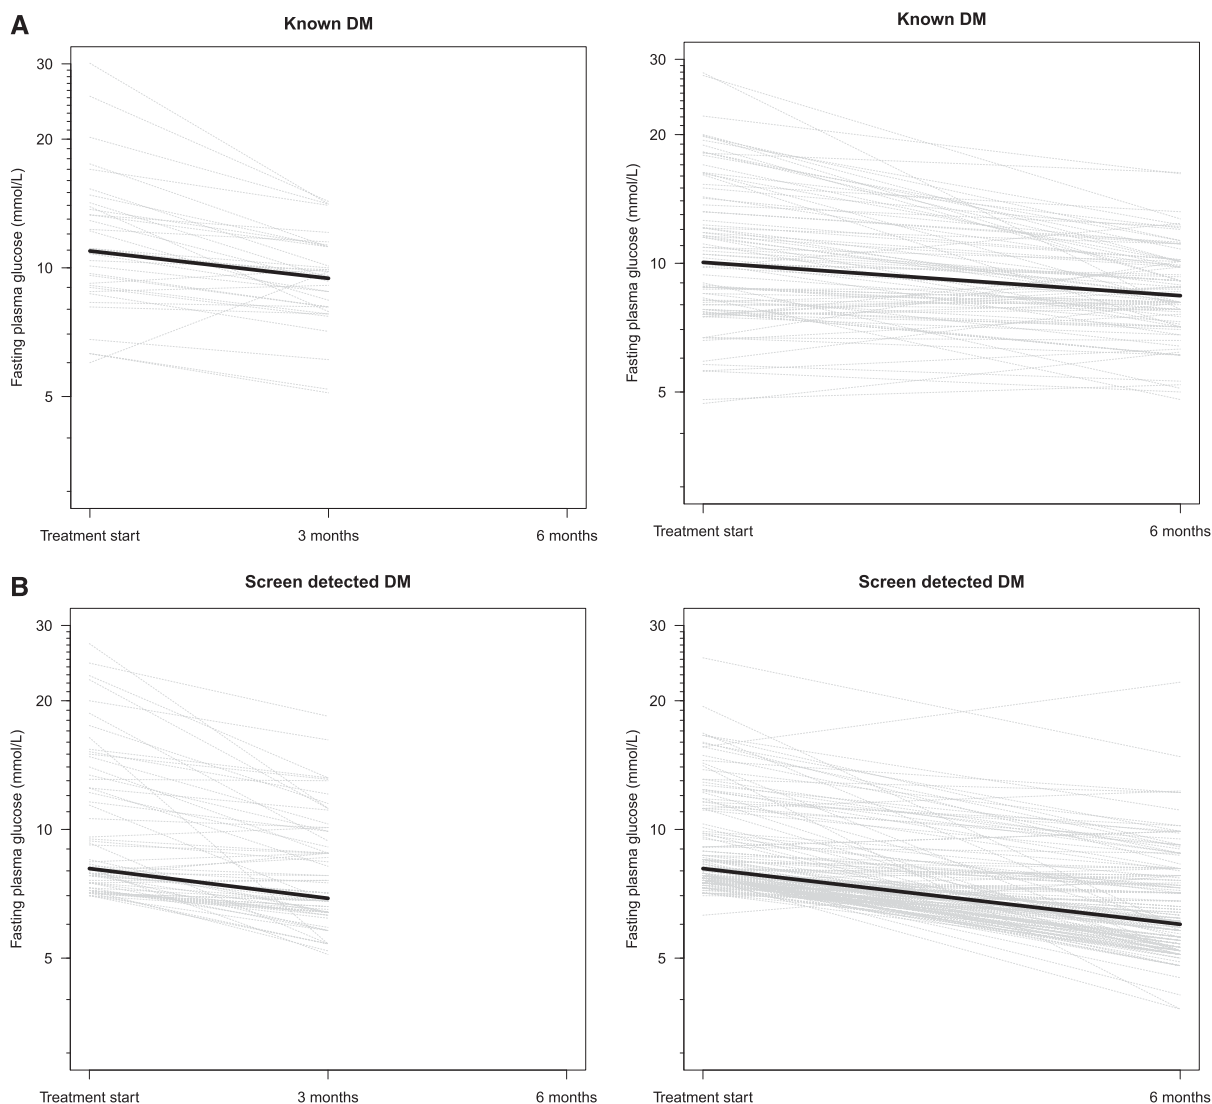 A
Known DM
30
20
10
5
Fasting plasma glucose (mmol/L)
Treatment start
3 months
6 months
Known DM
30
20
10
5
Fasting plasma glucose (mmol/L)
Treatment start
6 months
B
Screen detected DM
30
20
10
5
Fasting plasma glucose (mmol/L)
Treatment start
3 months
6 months
Screen detected DM
30
20
10
5
Fasting plasma glucose (mmol/L)
Treatment start
6 months